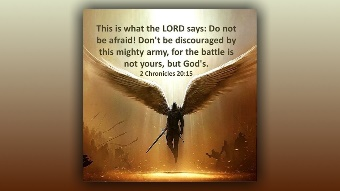 This is what the LORD says: Do not
be afraid! Don't be discouraged by
this mighty army, for the battle is
not yours, but God's.
2 Chronicles 20:15